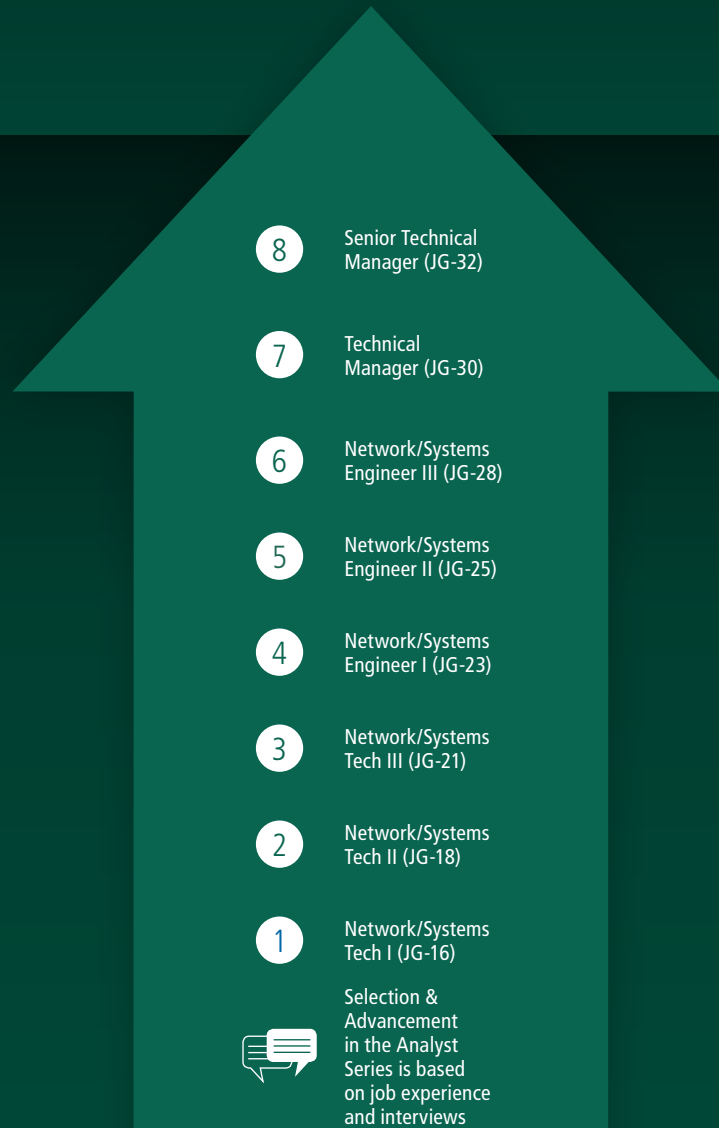 8
Senior Technical
Manager (JG-32)
7
Technical
Manager (JG-30)
6
Network/Systems
Engineer III (JG-28)
5
Network/Systems
Engineer II (JG-25)
4
Network/Systems
Engineer I (JG-23)
3
Network/Systems
Tech III (JG-21)
2
Network/Systems
Tech II (JG-18)
1
Network/Systems
Tech I (JG-16)
Selection &
Advancement
in the Analyst
Series is based
on job experience
and interviews